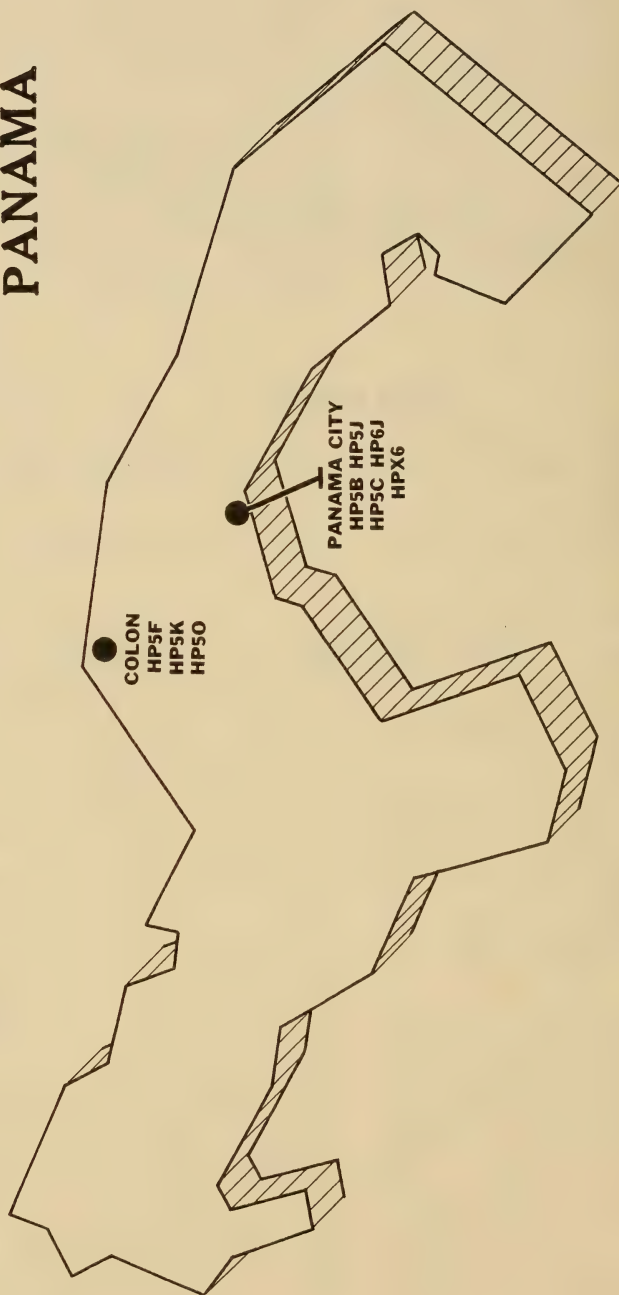 PANAMA
COLON
HP5F
HP5K
HP5O
PANAMA CITY
HP5B HP5J
HP5C HP6J
HPX6